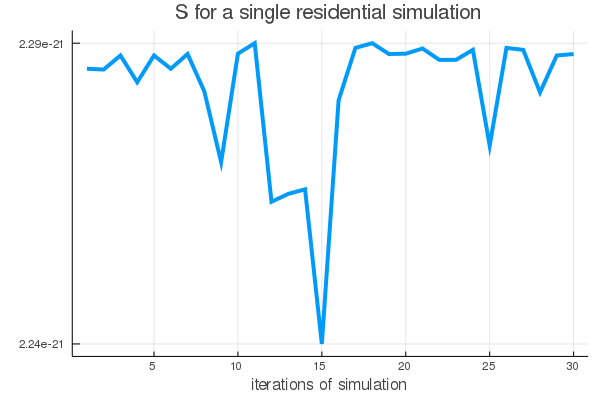 S for a single residential simulation
2.29e-21
2.24e-21
5 10 15 20 25 30
iterations of simulation